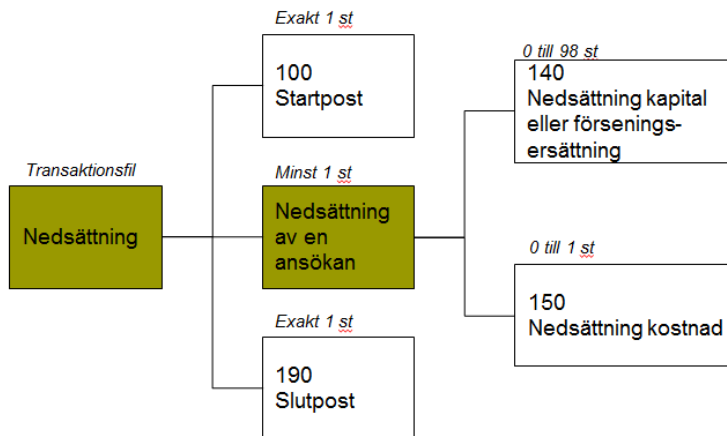 Transaktionsfil
Nedsättning
Exakt 1 st
100
Startpost
Minst 1 st
Nedsättning
av en
ansökan
Exakt 1 st
190
Slutpost
0 till 98 st
140
Nedsättning kapital
eller försenings-
ersättning
0 till 1 st
150
Nedsättning kostnad